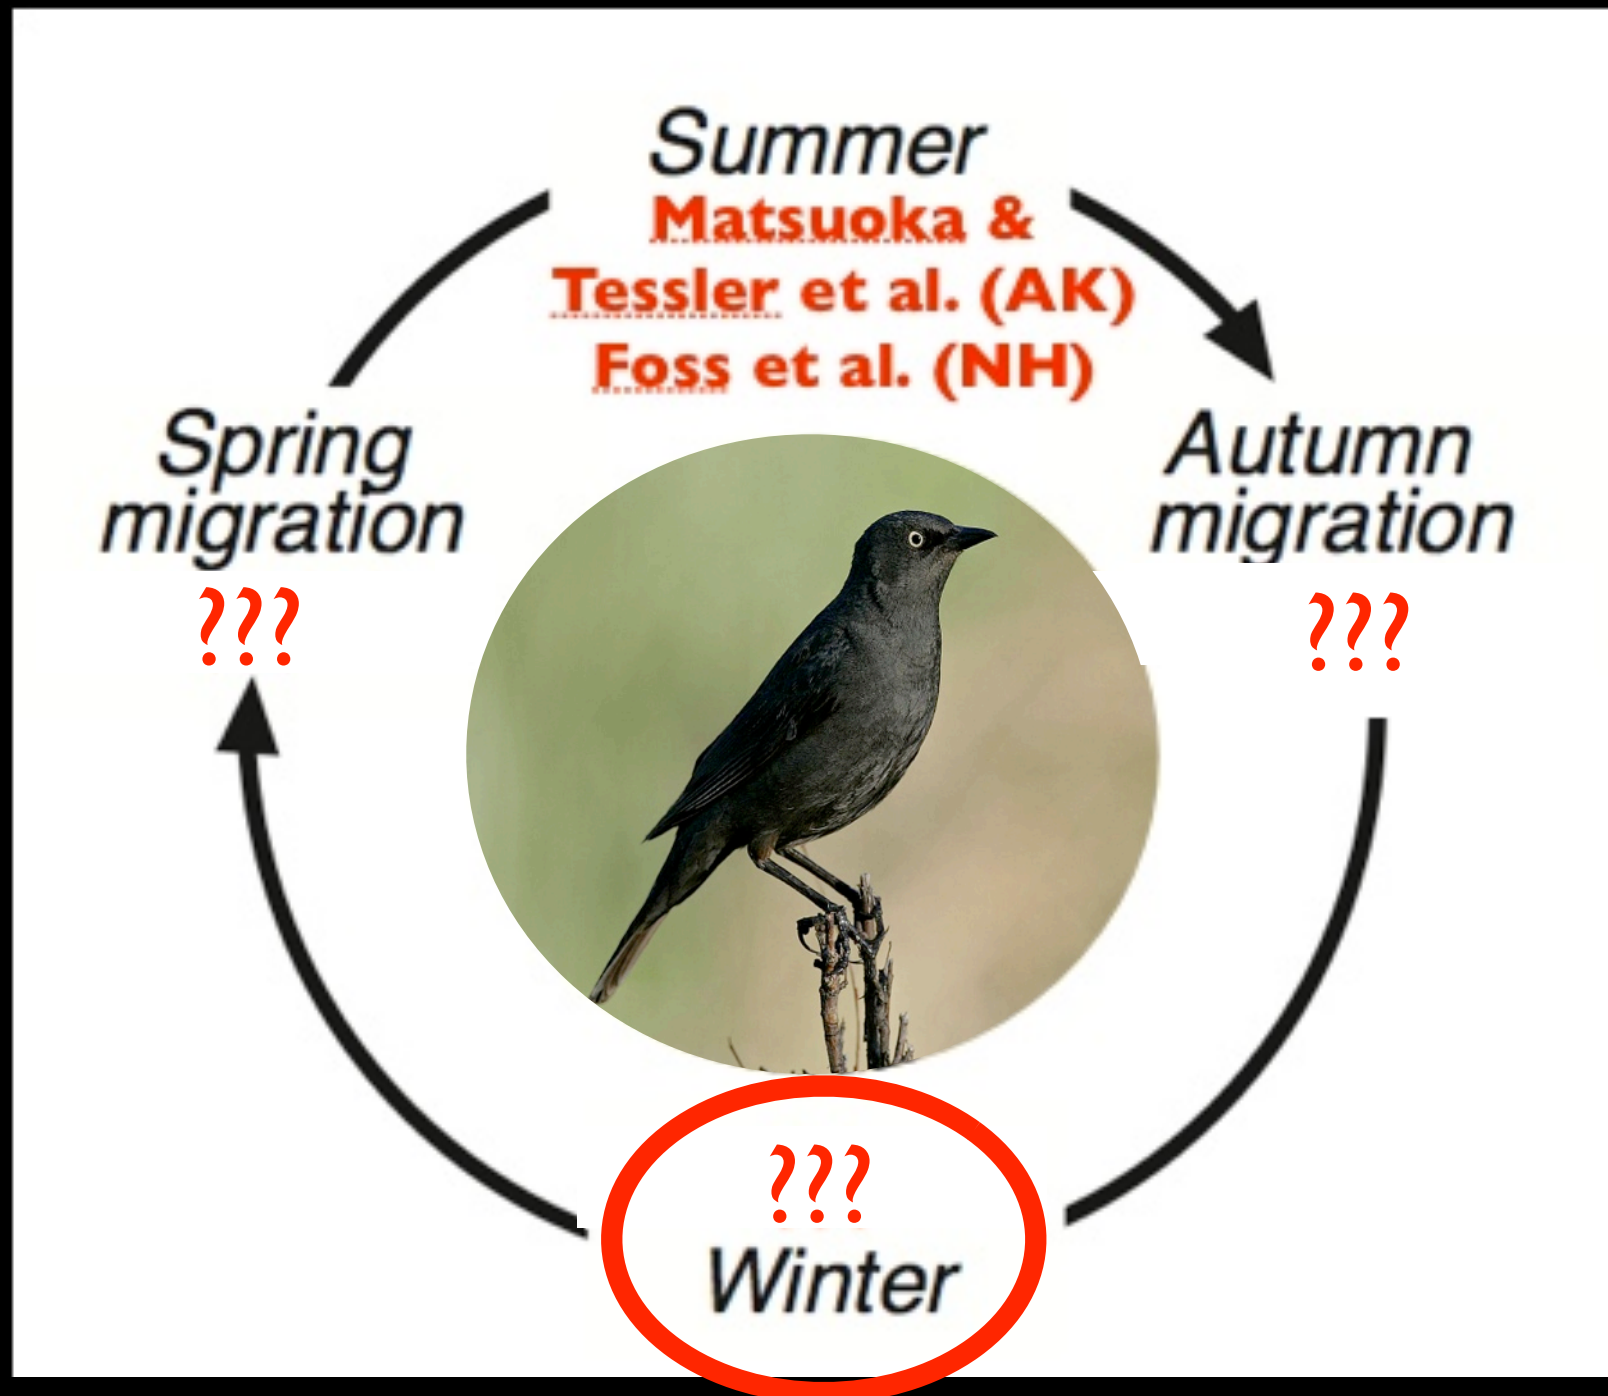 Summer
Matsuoka &
Tessler et al. (AK)
Foss et al. (NH)
Spring
migration
???
Autumn
migration
???
???
Winter